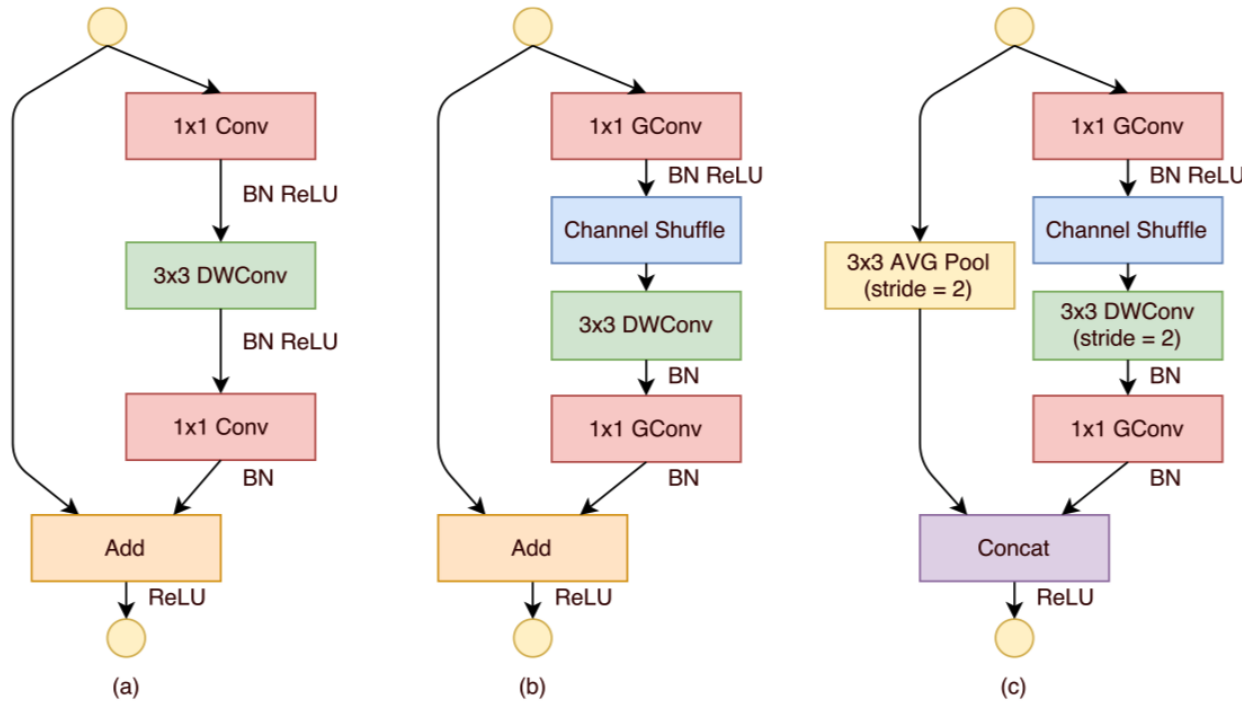 1x1 Conv
BN ReLU
3x3 DWConv
BN ReLU
1x1 Conv
BN
Add
ReLU
(a)
1x1 GConv
BN ReLU
Channel Shuffle
3x3 DWConv
BN
1x1 GConv
BN
Add
ReLU
(b)
3x3 AVG Pool
(stride = 2)
1x1 GConv
BN ReLU
Channel Shuffle
3x3 DWConv
(stride = 2)
BN
1x1 GConv
BN
Concat
ReLU
(c)